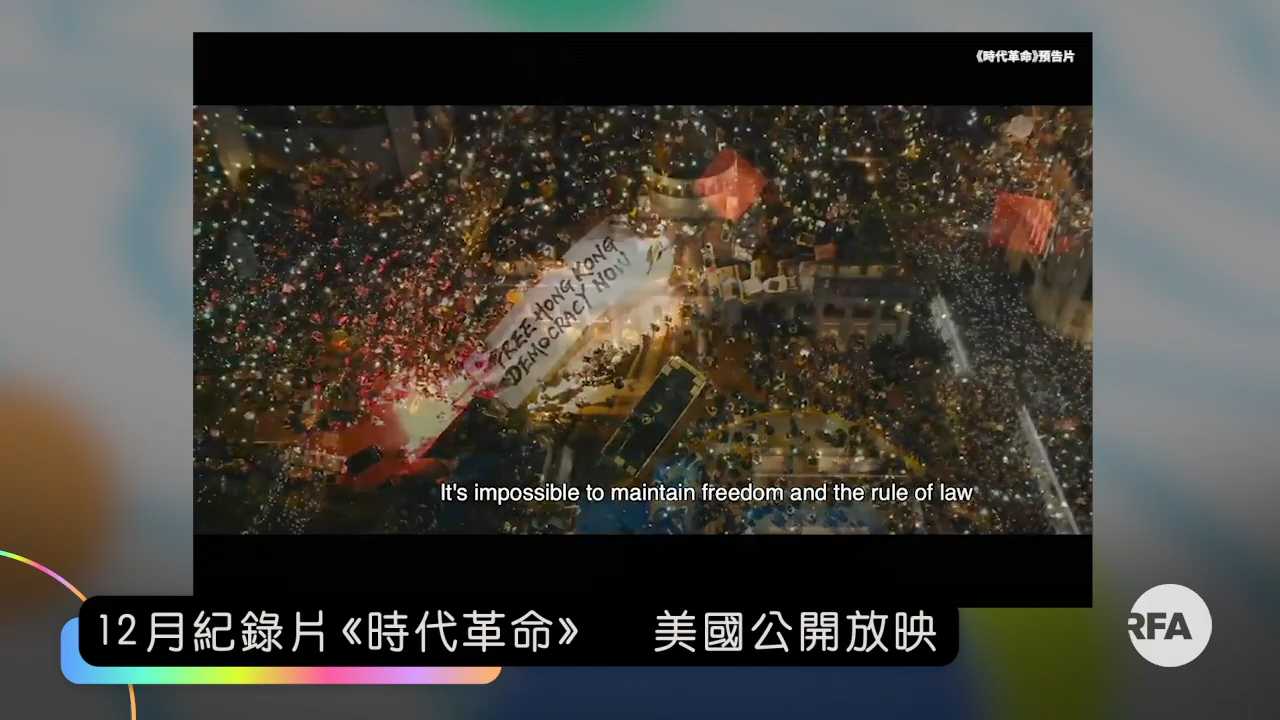 《時代革命》預告片
FREE HONG KONG
DEMOCRACY NOW
It's impossible to maintain freedom and the rule of law
12月紀錄片《時代革命》 美國公開放映
RFA